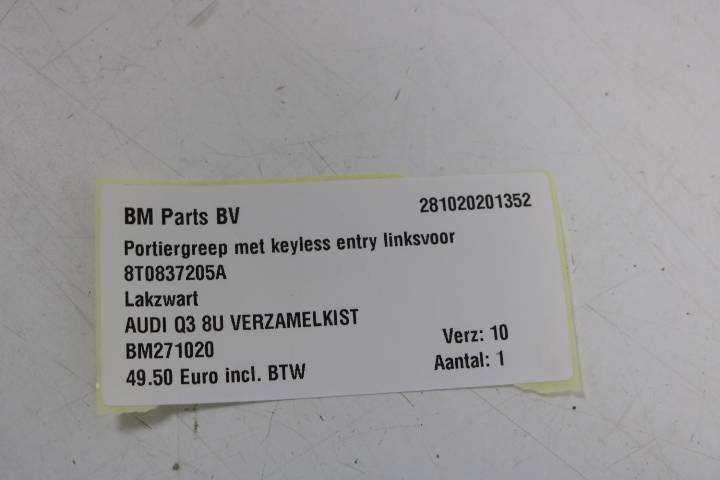 BM Parts BV 281020201352
Portiergreep met keyless entry linksvoor
8T0837205A
Lakzwart
AUDI Q3 8U VERZAMELKIST
BM271020 Verz: 10
49.50 Euro incl. BTW Aantal: 1